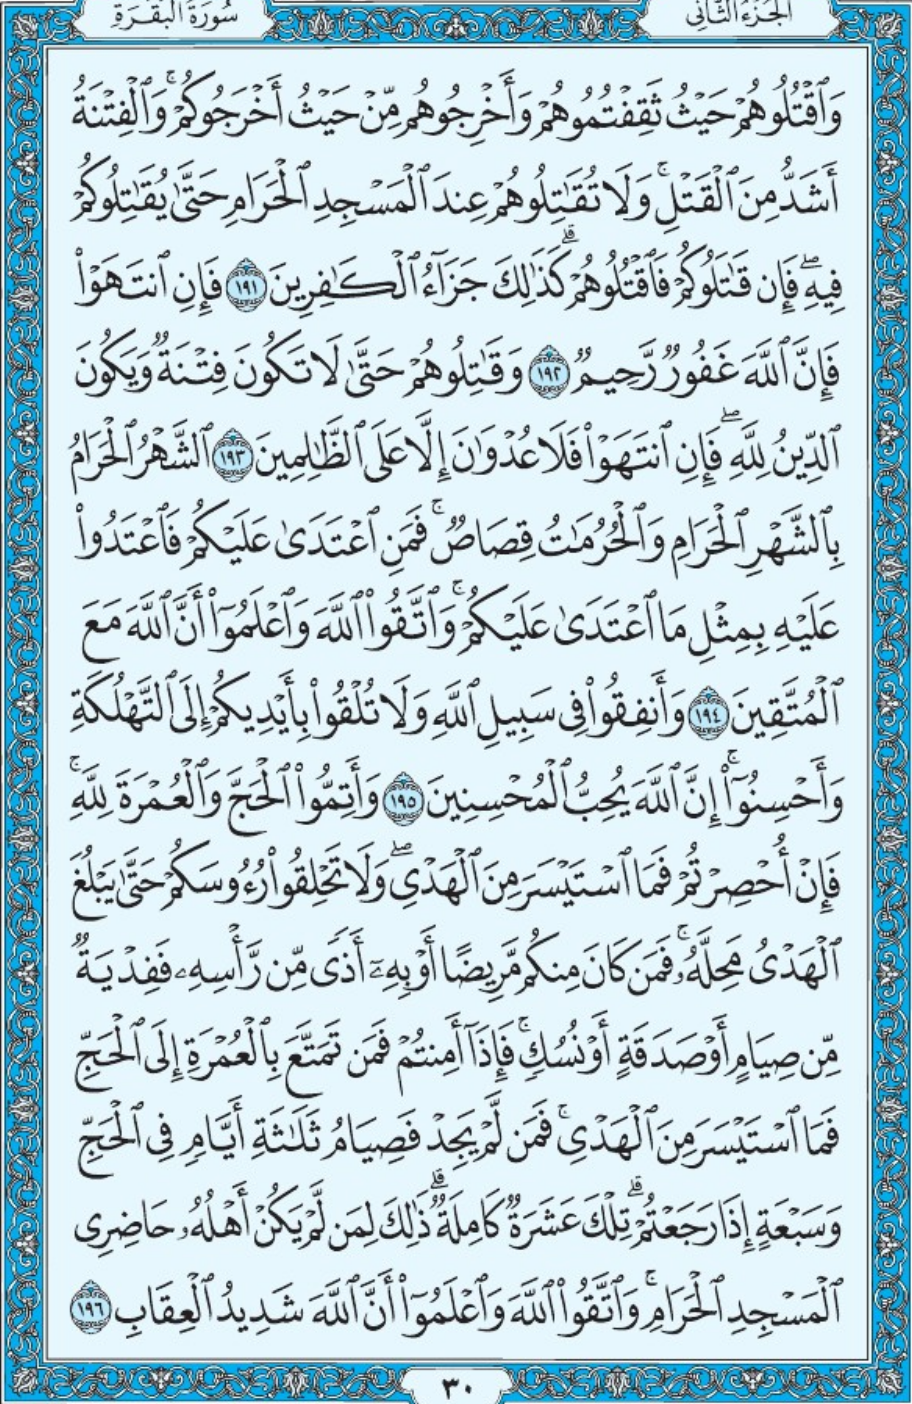 الجزء الثاني
سورة البقرة
وَٱقۡتُلُوهُمۡ حَيۡثُ ثَقِفۡتُمُوهُمۡ وَأَخۡرِجُوهُم مِّنۡ حَيۡثُ أَخۡرَجُوكُمۡۚ وَٱلۡفِتۡنَةُ
أَشَدُّ مِنَ ٱلۡقَتۡلِۚ وَلَا تُقَٰتِلُوهُمۡ عِندَ ٱلۡمَسۡجِدِ ٱلۡحَرَامِ حَتَّىٰ يُقَٰتِلُوكُمۡ
فِيهِۖ فَإِن قَٰتَلُوكُمۡ فَٱقۡتُلُوهُمۡۗ كَذَٰلِكَ جَزَآءُ ٱلۡكَٰفِرِينَ ١٩١ فَإِنِ ٱنتَهَوۡاْ
فَإِنَّ ٱللَّهَ غَفُورٞ رَّحِيمٞ ١٩٢ وَقَٰتِلُوهُمۡ حَتَّىٰ لَا تَكُونَ فِتۡنَةٞ وَيَكُونَ
ٱلدِّينُ لِلَّهِۖ فَإِنِ ٱنتَهَوۡاْ فَلَا عُدۡوَٰنَ إِلَّا عَلَى ٱلظَّٰلِمِينَ ١٩٣ ٱلشَّهۡرُ ٱلۡحَرَامُ
بِٱلشَّهۡرِ ٱلۡحَرَامِ وَٱلۡحُرُمَٰتُ قِصَاصٞۚ فَمَنِ ٱعۡتَدَىٰ عَلَيۡكُمۡ فَٱعۡتَدُواْ
عَلَيۡهِ بِمِثۡلِ مَا ٱعۡتَدَىٰ عَلَيۡكُمۡۚ وَٱتَّقُواْ ٱللَّهَ وَٱعۡلَمُوٓاْ أَنَّ ٱللَّهَ مَعَ
ٱلۡمُتَّقِينَ ١٩٤ وَأَنفِقُواْ فِي سَبِيلِ ٱللَّهِ وَلَا تُلۡقُواْ بِأَيۡدِيكُمۡ إِلَى ٱلتَّهۡلُكَةِ
وَأَحۡسِنُوٓاْۚ إِنَّ ٱللَّهَ يُحِبُّ ٱلۡمُحۡسِنِينَ ١٩٥ وَأَتِمُّواْ ٱلۡحَجَّ وَٱلۡعُمۡرَةَ لِلَّهِۚ
فَإِنۡ أُحۡصِرۡتُمۡ فَمَا ٱسۡتَيۡسَرَ مِنَ ٱلۡهَدۡيِۖ وَلَا تَحۡلِقُواْ رُءُوسَكُمۡ حَتَّىٰ يَبۡلُغَ
ٱلۡهَدۡيُ مَحِلَّهُۥۚ فَمَن كَانَ مِنكُم مَّرِيضًا أَوۡ بِهِۦٓ أَذٗى مِّن رَّأۡسِهِۦ فَفِدۡيَةٞ
مِّن صِيَامٍ أَوۡ صَدَقَةٍ أَوۡ نُسُكٖۚ فَإِذَآ أَمِنتُمۡ فَمَن تَمَتَّعَ بِٱلۡعُمۡرَةِ إِلَى ٱلۡحَجِّ
فَمَا ٱسۡتَيۡسَرَ مِنَ ٱلۡهَدۡيِۚ فَمَن لَّمۡ يَجِدۡ فَصِيَامُ ثَلَٰثَةِ أَيَّامٖ فِي ٱلۡحَجِّ
وَسَبۡعَةٍ إِذَا رَجَعۡتُمۡۗ تِلۡكَ عَشَرَةٞ كَامِلَةٞۗ ذَٰلِكَ لِمَن لَّمۡ يَكُنۡ أَهۡلُهُۥ حَاضِرِي
ٱلۡمَسۡجِدِ ٱلۡحَرَامِۚ وَٱتَّقُواْ ٱللَّهَ وَٱعۡلَمُوٓاْ أَنَّ ٱللَّهَ شَدِيدُ ٱلۡعِقَابِ ١٩٦
٣٠